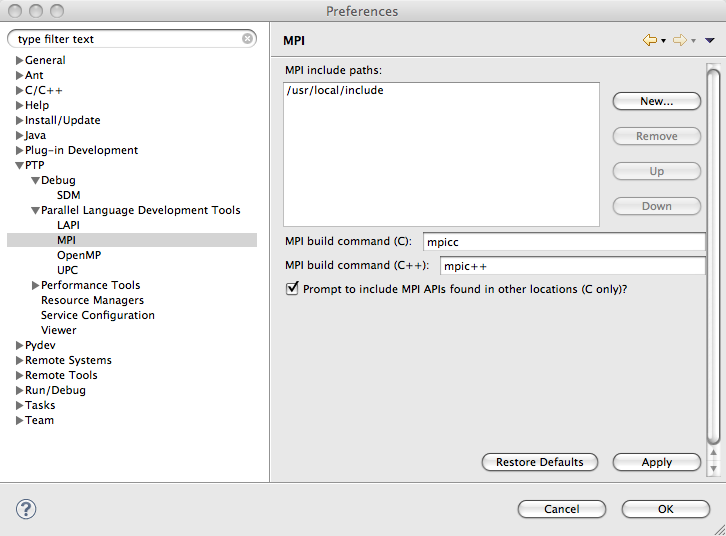 Preferences
type filter text
General
Ant
C/C++
Help
Install/Update
Java
Plug-in Development
PTP
Debug
SDM
Parallel Language Development Tools
LAPI
MPI
OpenMP
UPC
Performance Tools
Resource Managers
Service Configuration
Viewer
Pydev
Remote Systems
Remote Tools
Run/Debug
Tasks
Team
MPI
MPI include paths:
/usr/local/include
New...
Remove
Up
Down
MPI build command (C): mpicc
MPI build command (C++): mpic++
Prompt to include MPI APIs found in other locations (C only)?
Restore Defaults Apply
? Cancel OK